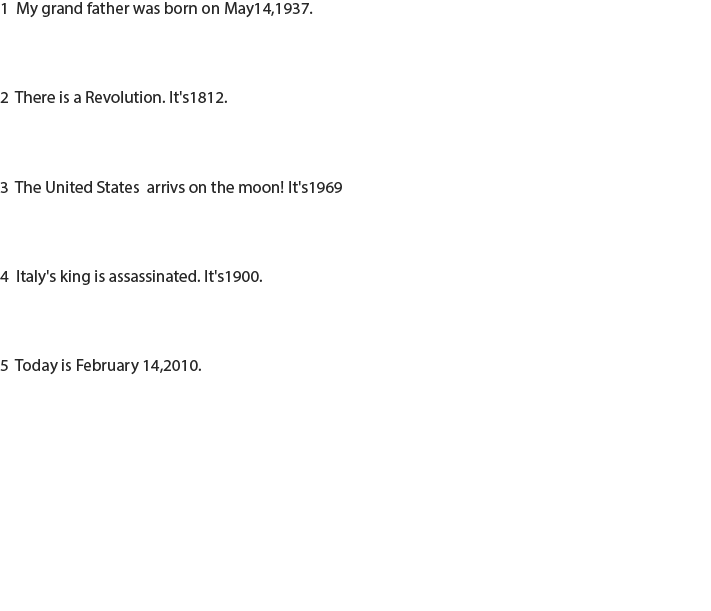 1 My grand father was born on May14,1937.
2 There is a Revolution. It's1812.
3 The United States arrivs on the moon! It's1969
4 Italy's king is assassinated. It's1900.
5 Today is February 14,2010.